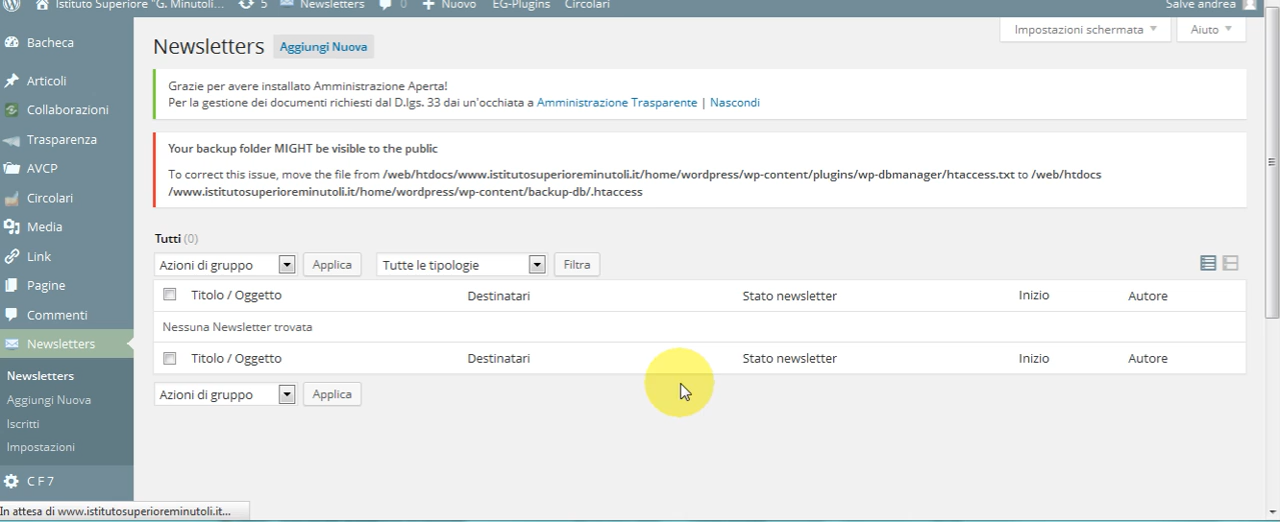 Istituto Superiore "G. Minutoli... 5 Newsletters 0 Nuovo EG-Plugins Circolari Salve andrea
Bacheca
Articoli
Collaborazioni
Trasparenza
AVCP
Circolari
Media
Link
Pagine
Commenti
Newsletters
Newsletters
Aggiungi Nuova
Iscritti
Impostazioni
C F 7
Impostazioni schermata Aiuto
Newsletters Aggiungi Nuova
Grazie per avere installato Amministrazione Aperta!
Per la gestione dei documenti richiesti dal D.lgs. 33 dai un'occhiata a Amministrazione Trasparente | Nascondi
Your backup folder MIGHT be visible to the public
To correct this issue, move the file from /web/htdocs/www.istitutosuperioreminutoli.it/home/wordpress/wp-content/plugins/wp-dbmanager/htaccess.txt to /web/htdocs
/www.istitutosuperioreminutoli.it/home/wordpress/wp-content/backup-db/.htaccess
Tutti (0)
Azioni di gruppo Applica Tutte le tipologie Filtra
Titolo / Oggetto Destinatari Stato newsletter Inizio Autore
Nessuna Newsletter trovata
Titolo / Oggetto Destinatari Stato newsletter Inizio Autore
Azioni di gruppo Applica
In attesa di www.istitutosuperioreminutoli.it...